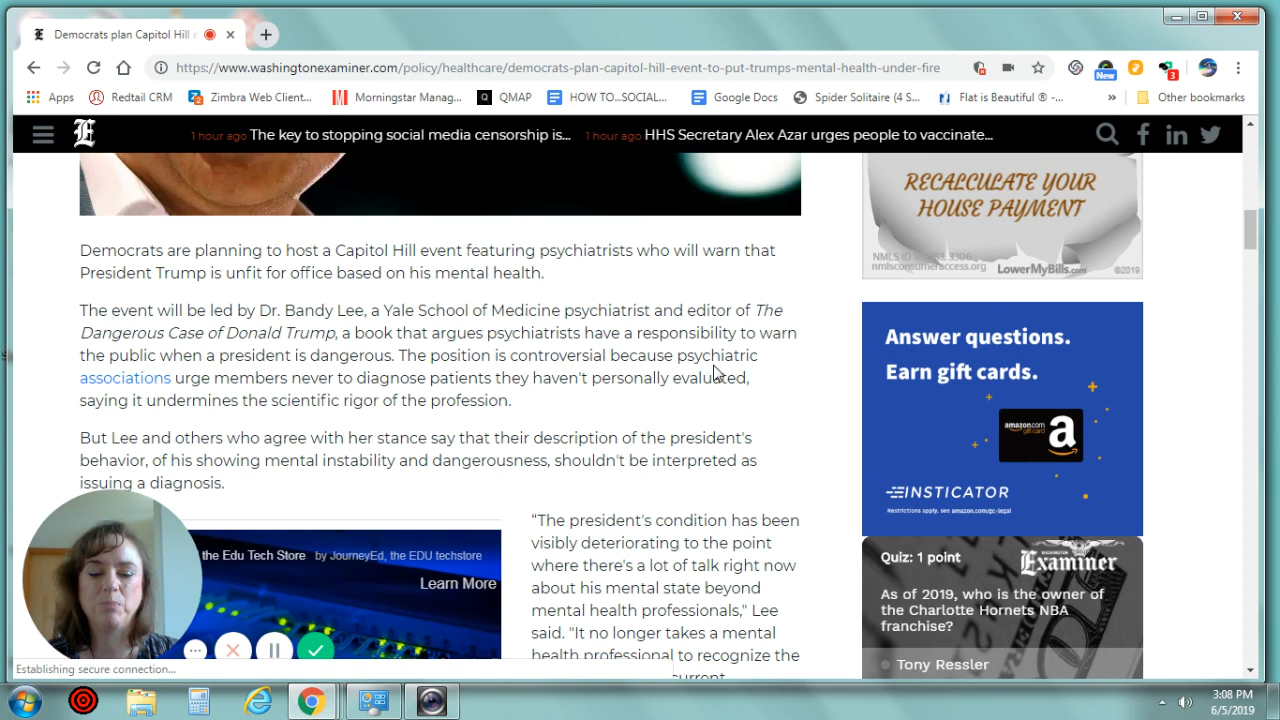 Democrats plan Capitol Hill e
https://www.washingtonexaminer.com/policy/healthcare/democrats-plan-capitol-hill-event-to-put-trumps-mental-health-under-fire
New
3
Apps Redtail CRM Zimbra Web Client... Morningstar Manag... QMAP HOW TO...SOCIAL... Google Docs Spider Solitaire (4 S... Flat is Beautiful ® -... » Other bookmarks
E 1 hour ago The key to stopping social media censorship is... 1 hour ago HHS Secretary Alex Azar urges people to vaccinate...
RECALCULATE YOUR
HOUSE PAYMENT
NMLS ID 3306
nmlsconsumeraccess.org LowerMyBills.com ©2019
Democrats are planning to host a Capitol Hill event featuring psychiatrists who will warn that
President Trump is unfit for office based on his mental health.
The event will be led by Dr. Bandy Lee, a Yale School of Medicine psychiatrist and editor of The
Dangerous Case of Donald Trump, a book that argues psychiatrists have a responsibility to warn
the public when a president is dangerous. The position is controversial because psychiatric
associations urge members never to diagnose patients they haven't personally evaluated,
saying it undermines the scientific rigor of the profession.
But Lee and others who agree with her stance say that their description of the president's
behavior, of his showing mental instability and dangerousness, shouldn't be interpreted as
issuing a diagnosis.
"The president's condition has been
visibly deteriorating to the point
where there's a lot of talk right now
about his mental state beyond
mental health professionals," Lee
said. "It no longer takes a mental
health professional to recognize the
current
the Edu Tech Store by JourneyEd, the EDU techstore
Learn More
Answer questions.
Earn gift cards.
amazon.com
gift card
a
INSTICATOR
Restrictions apply, see amazon.com/gc-legal
Quiz: 1 point
WASHINGTON
Examiner
As of 2019, who is the owner of
the Charlotte Hornets NBA
franchise?
Tony Ressler
Establishing secure connection...
3:08 PM
6/5/2019